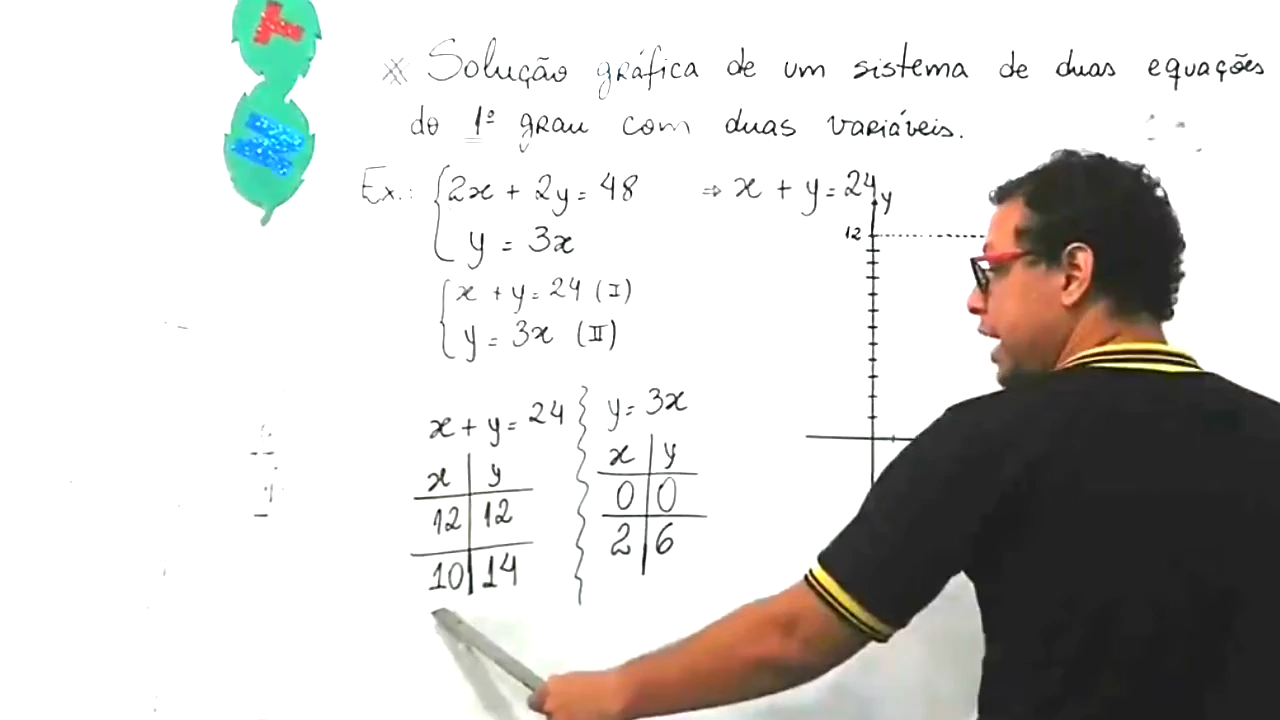 ※ Solução gráfica de um sistema de duas equações
do 1º grau com duas variáveis.
Ex.: { 2x + 2y = 48 ⇒ x + y = 24
y = 3x
{ x + y = 24 (I)
y = 3x (II)
x + y = 24
x | y
12 | 12
10 | 14
y = 3x
x | y
0 | 0
2 | 6
y
12